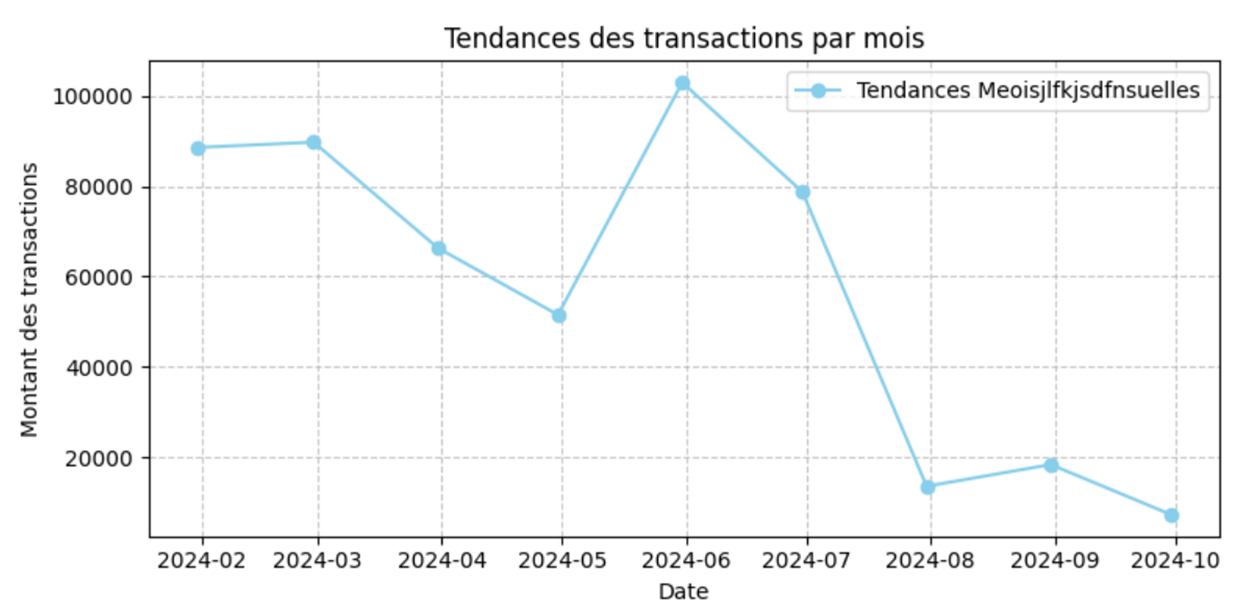 Tendances des transactions par mois
Tendances Meoisjlfkjsdfnsuelles
Montant des transactions
100000
80000
60000
40000
20000
2024-02 2024-03 2024-04 2024-05 2024-06 2024-07 2024-08 2024-09 2024-10
Date